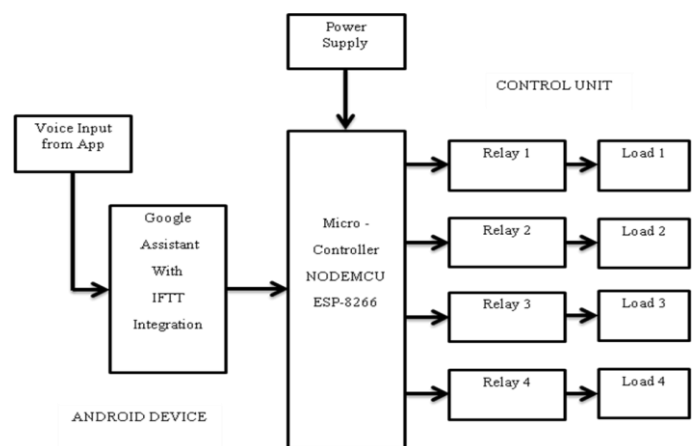 Power
Supply
CONTROL UNIT
Voice Input
from App
Relay 1
Load 1
Google
Assistant
With
IFTT
Integration
Micro -
Controller
NODEMCU
ESP-8266
Relay 2
Load 2
Relay 3
Load 3
Relay 4
Load 4
ANDROID DEVICE